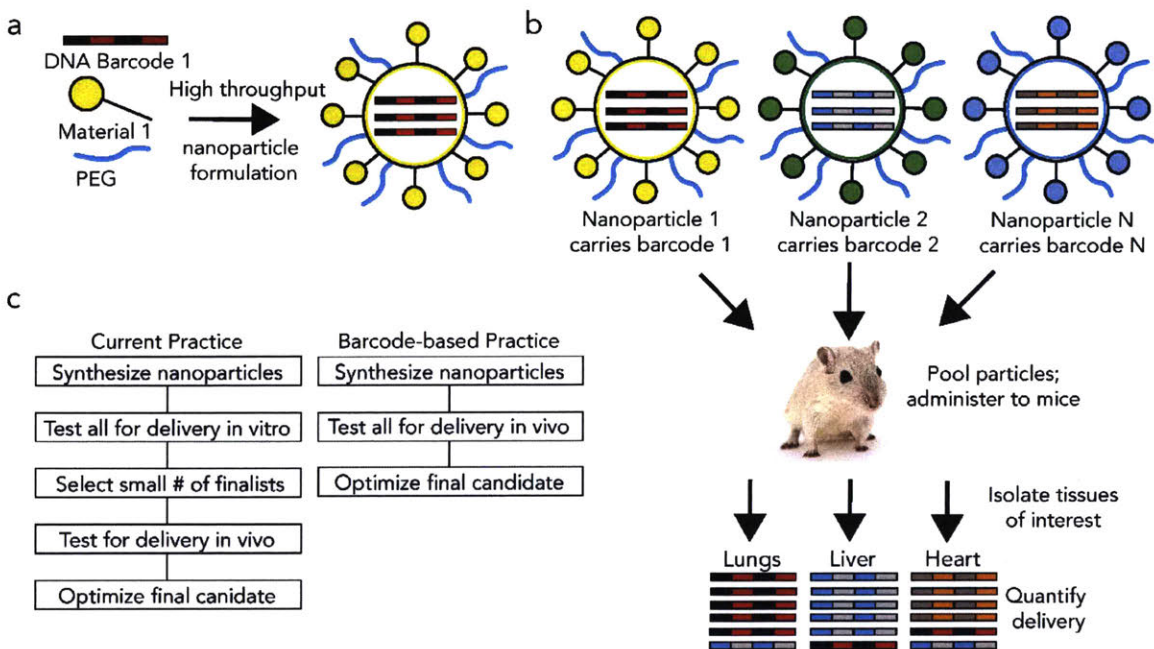 a
DNA Barcode 1
Material 1
PEG
High throughput
nanoparticle
formulation
b
Nanoparticle 1
carries barcode 1
Nanoparticle 2
carries barcode 2
Nanoparticle N
carries barcode N
Pool particles;
administer to mice
Isolate tissues
of interest
Lungs
Liver
Heart
Quantify
delivery
c
Current Practice
Synthesize nanoparticles
Test all for delivery in vitro
Select small # of finalists
Test for delivery in vivo
Optimize final canidate
Barcode-based Practice
Synthesize nanoparticles
Test all for delivery in vivo
Optimize final candidate